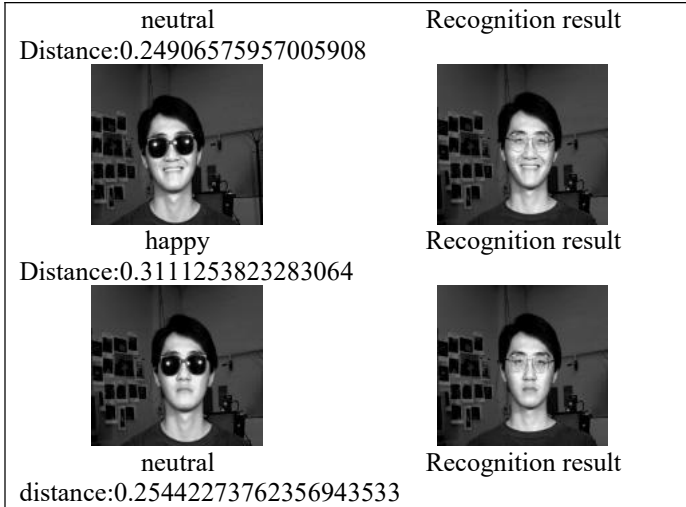 neutral Recognition result
Distance:0.24906575957005908
happy Recognition result
Distance:0.3111253823283064
neutral Recognition result
distance:0.25442273762356943533